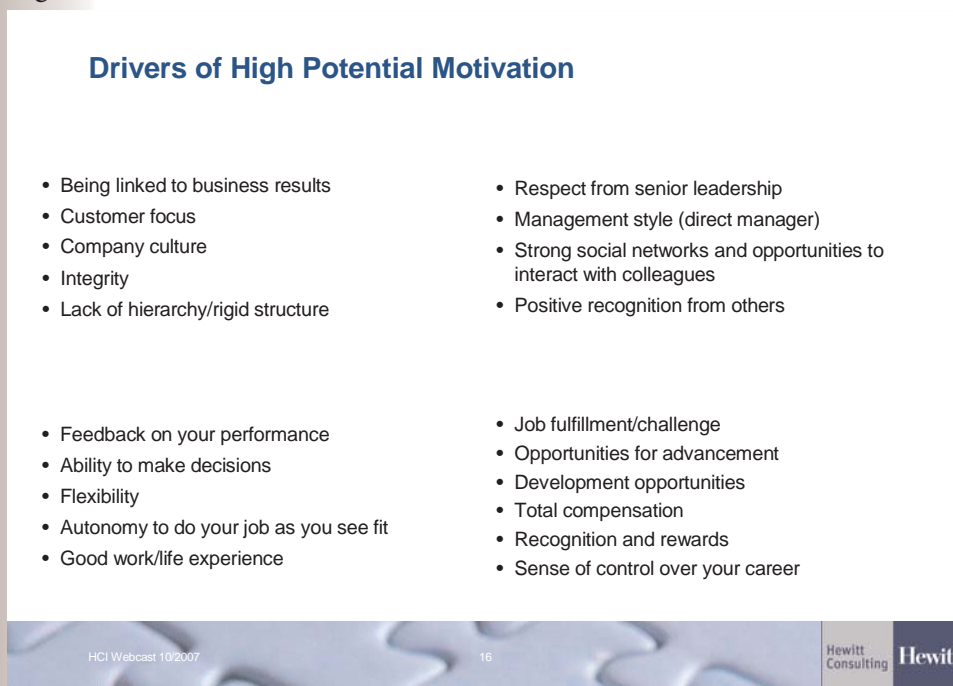 Drivers of High Potential Motivation
• Being linked to business results
• Customer focus
• Company culture
• Integrity
• Lack of hierarchy/rigid structure
• Respect from senior leadership
• Management style (direct manager)
• Strong social networks and opportunities to
interact with colleagues
• Positive recognition from others
• Feedback on your performance
• Ability to make decisions
• Flexibility
• Autonomy to do your job as you see fit
• Good work/life experience
• Job fulfillment/challenge
• Opportunities for advancement
• Development opportunities
• Total compensation
• Recognition and rewards
• Sense of control over your career
HCI Webcast 10/2007
16
Hewitt
Consulting
Hewit